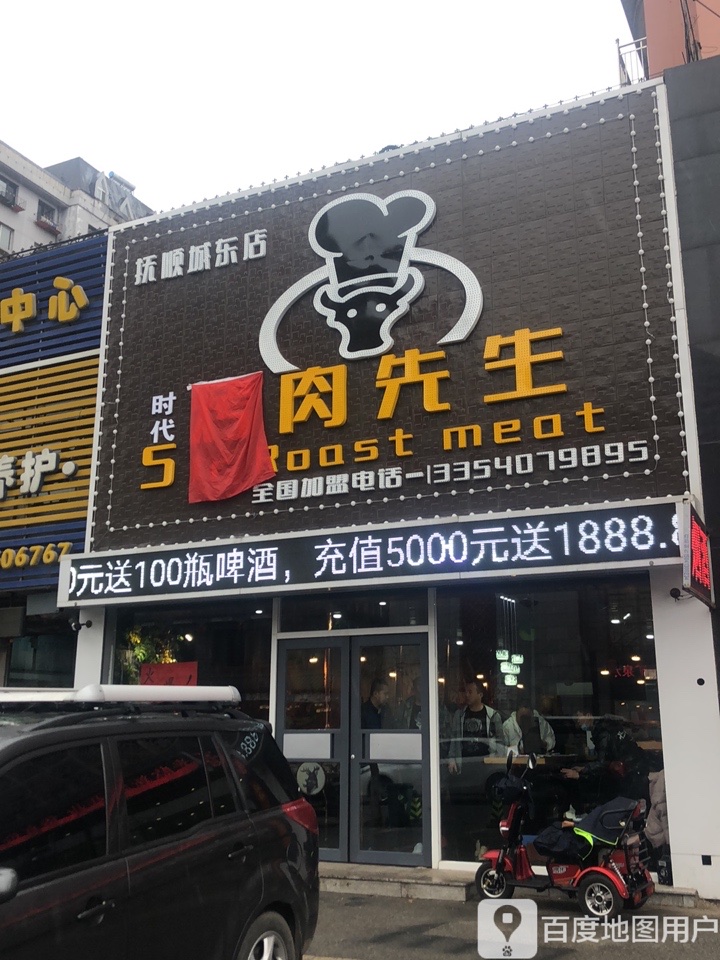 抚顺城东店
中心
时代
肉先生
S Roast meat
养护·
全国加盟电话-13354079895
06767
0元送100瓶啤酒，充值5000元送1888.8
百度地图用户